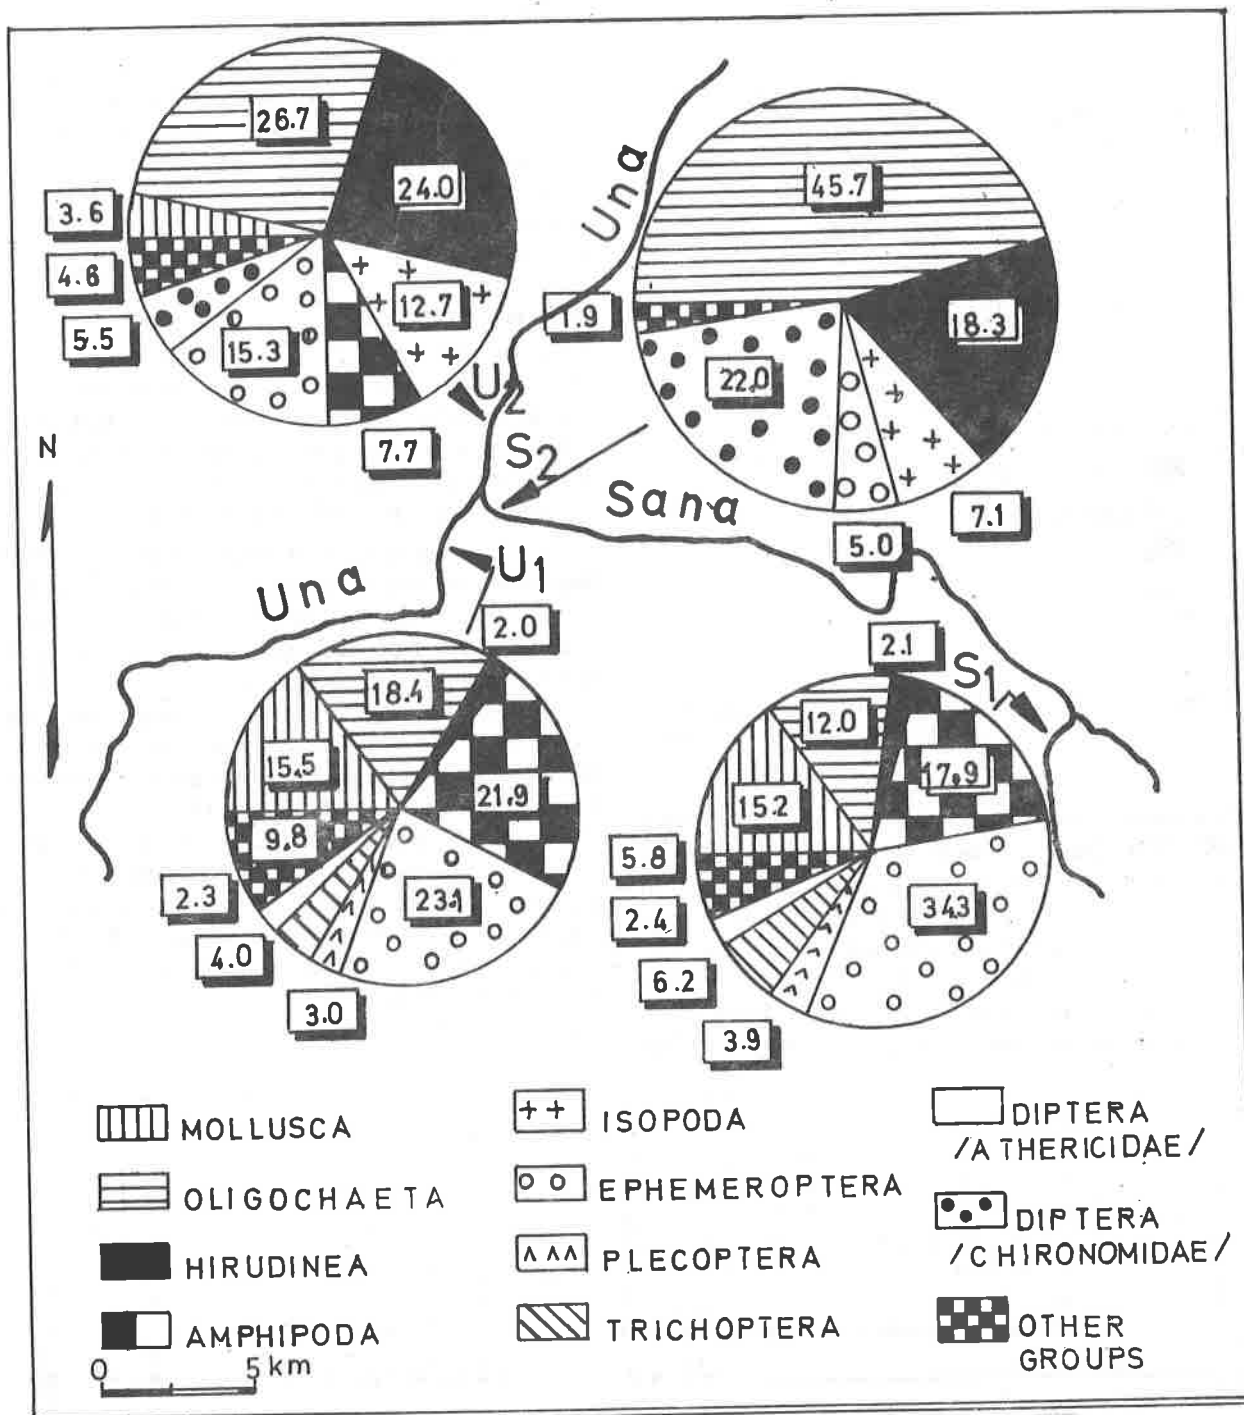 26.7
24.0
3.6
4.6
5.5
15.3
12.7
7.7
Una
45.7
1.9
18.3
22.0
7.1
5.0
N
U2
S2
Sana
Una
U1
2.0
18.4
15.5
21.9
9.8
2.3
4.0
23.1
3.0
2.1
S1
12.0
17.9
15.2
5.8
2.4
34.3
6.2
3.9
MOLLUSCA
OLIGOCHAETA
HIRUDINEA
AMPHIPODA
ISOPODA
EPHEMEROPTERA
PLECOPTERA
TRICHOPTERA
DIPTERA
/ATHERICIDAE/
DIPTERA
/CHIRONOMIDAE/
OTHER
GROUPS
0 5 km